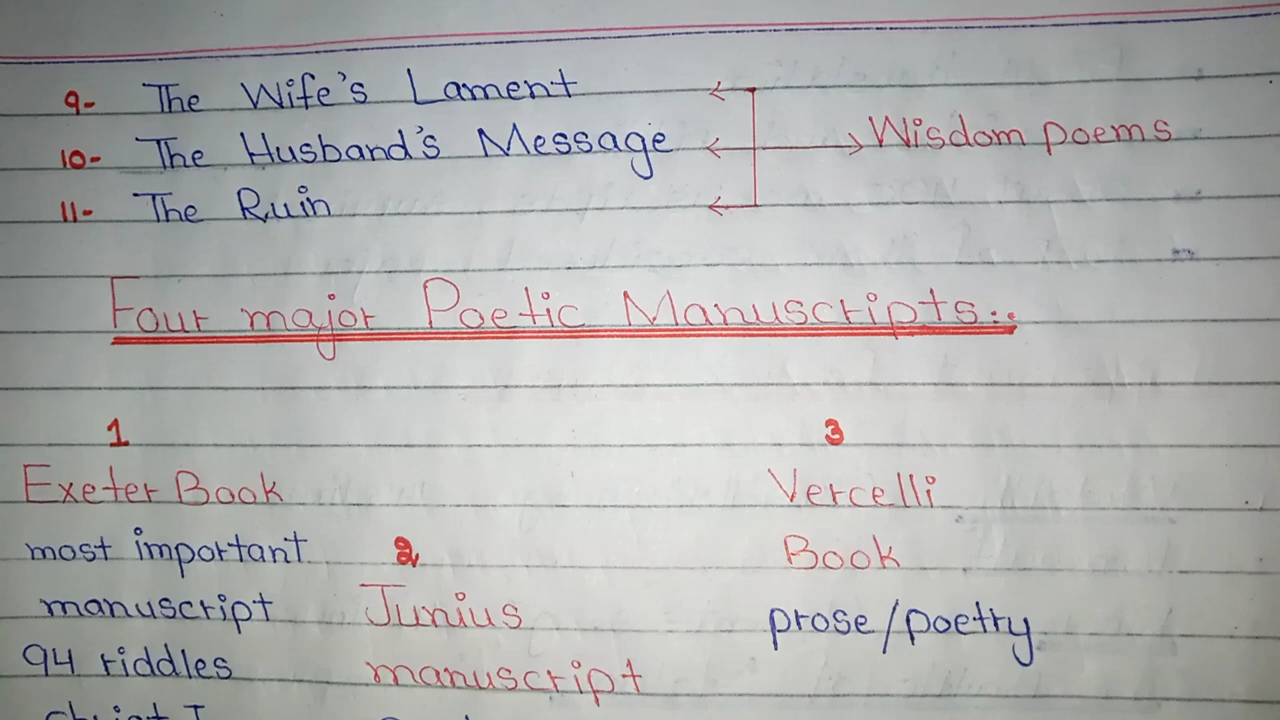 9- The Wife's Lament
10- The Husband's Message
11- The Ruin
Wisdom poems
Four major Poetic Manuscripts..
1
Exeter Book
most important
manuscript
94 riddles
2
Junius
manuscript
3
Vercelli
Book
prose/poetry